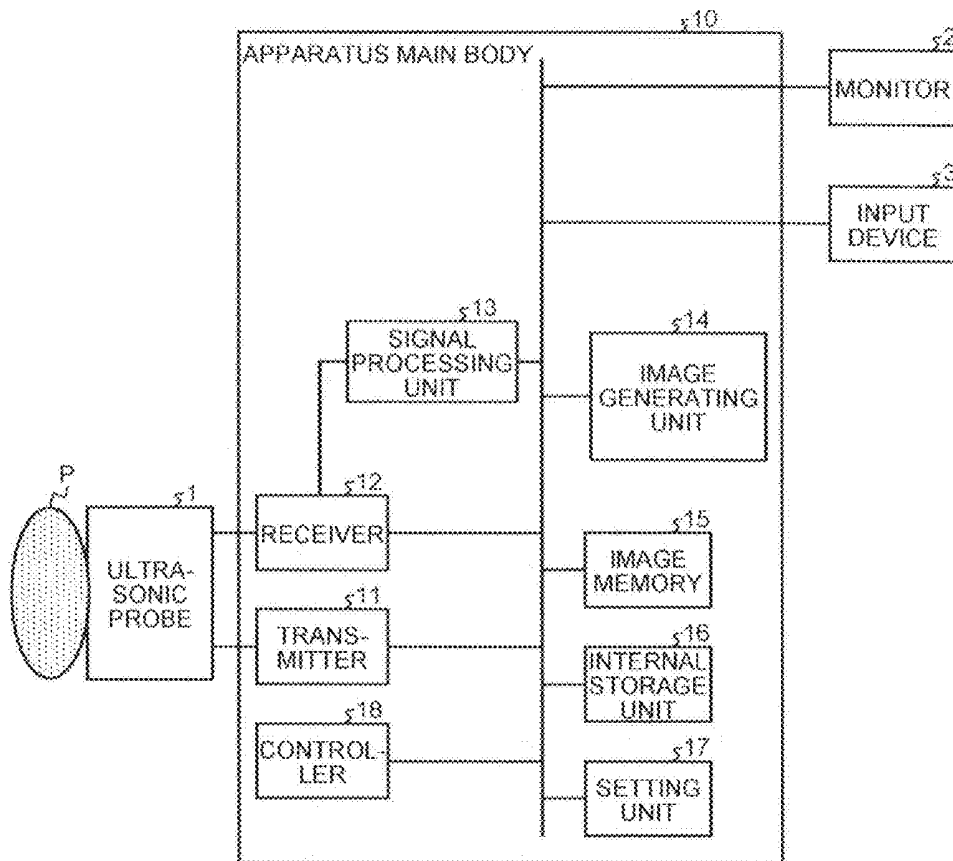 10
APPARATUS MAIN BODY
2
MONITOR
3
INPUT
DEVICE
13
SIGNAL
PROCESSING
UNIT
14
IMAGE
GENERATING
UNIT
P
1
ULTRA-
SONIC
PROBE
12
RECEIVER
15
IMAGE
MEMORY
11
TRANS-
MITTER
16
INTERNAL
STORAGE
UNIT
18
CONTROL-
LER
17
SETTING
UNIT